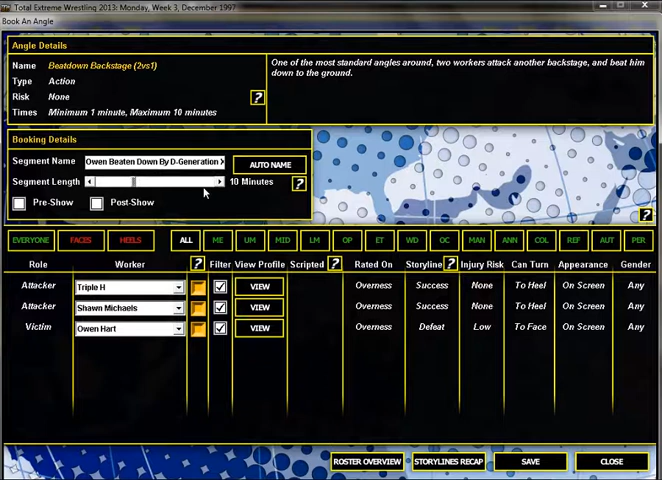 Total Extreme Wrestling 2013: Monday, Week 3, December 1997
Book An Angle
Angle Details
Name Beatdown Backstage (2vs1)
Type Action
Risk None ?
Times Minimum 1 minute, Maximum 10 minutes
One of the most standard angles around, two workers attack another backstage, and beat him
down to the ground.
Booking Details
Segment Name Owen Beaten Down By D-Generation X AUTO NAME
Segment Length 10 Minutes ?
Pre-Show Post-Show
?
EVERYONE FACES HEELS ALL ME UM MID LM OP ET WD OC MAN ANN COL REF AUT PER
Role Worker ? Filter View Profile Scripted ? Rated On Storyline ? Injury Risk Can Turn Appearance Gender
Attacker Triple H VIEW Overness Success None To Heel On Screen Any
Attacker Shawn Michaels VIEW Overness Success None To Heel On Screen Any
Victim Owen Hart VIEW Overness Defeat Low To Face On Screen Any
ROSTER OVERVIEW STORYLINES RECAP SAVE CLOSE